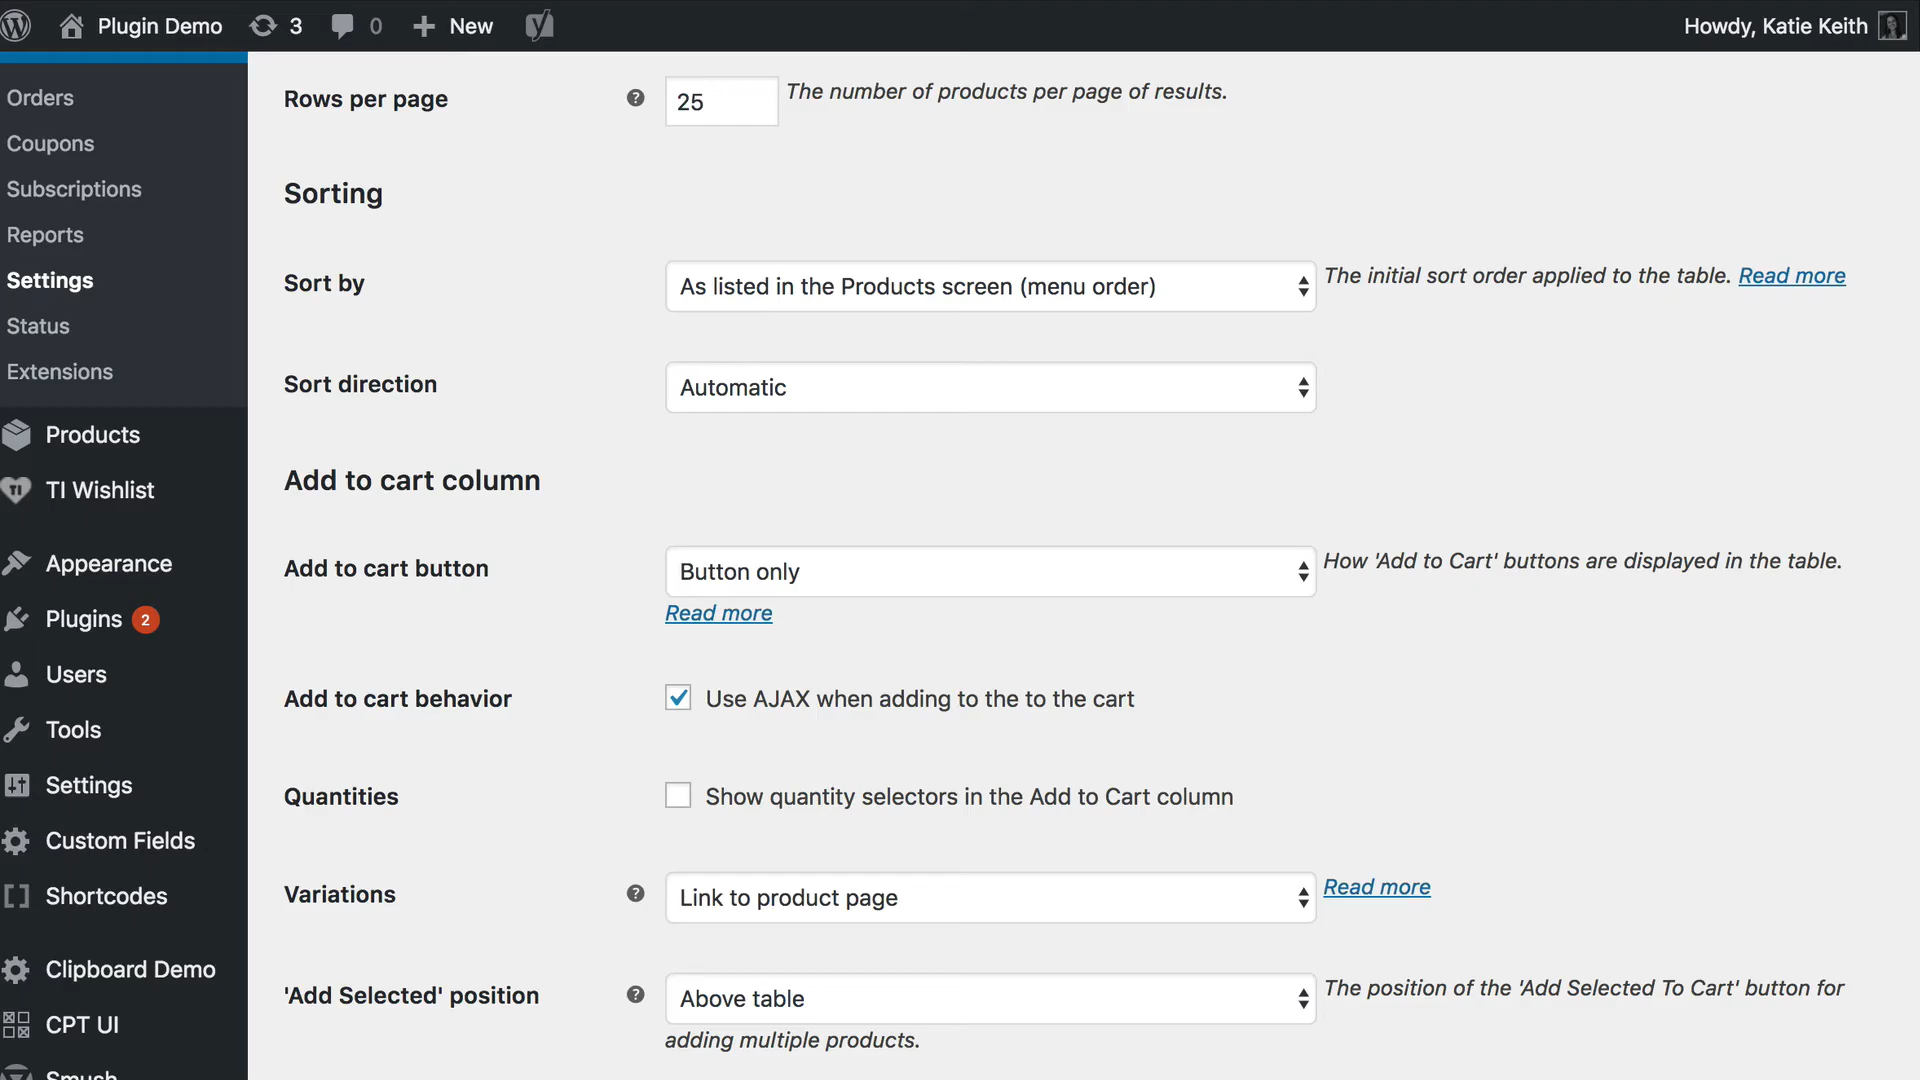 Plugin Demo 3 0 New Howdy, Katie Keith
Orders
Coupons
Subscriptions
Reports
Settings
Status
Extensions
Products
TI Wishlist
Appearance
Plugins 2
Users
Tools
Settings
Custom Fields
Shortcodes
Clipboard Demo
CPT UI
Smush
Rows per page ? 25 The number of products per page of results.
Sorting
Sort by As listed in the Products screen (menu order) The initial sort order applied to the table. Read more
Sort direction Automatic
Add to cart column
Add to cart button Button only How 'Add to Cart' buttons are displayed in the table.
Read more
Add to cart behavior Use AJAX when adding to the to the cart
Quantities Show quantity selectors in the Add to Cart column
Variations ? Link to product page Read more
'Add Selected' position ? Above table The position of the 'Add Selected To Cart' button for
adding multiple products.